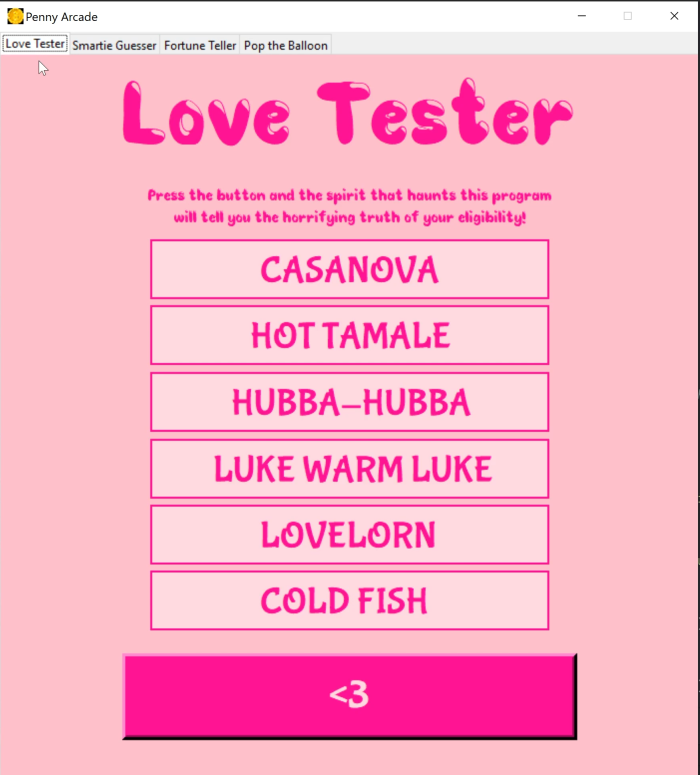 Penny Arcade
Love Tester Smartie Guesser Fortune Teller Pop the Balloon
Love Tester
Press the button and the spirit that haunts this program
will tell you the horrifying truth of your eligibility!
CASANOVA
HOT TAMALE
HUBBA-HUBBA
LUKE WARM LUKE
LOVELORN
COLD FISH
<3